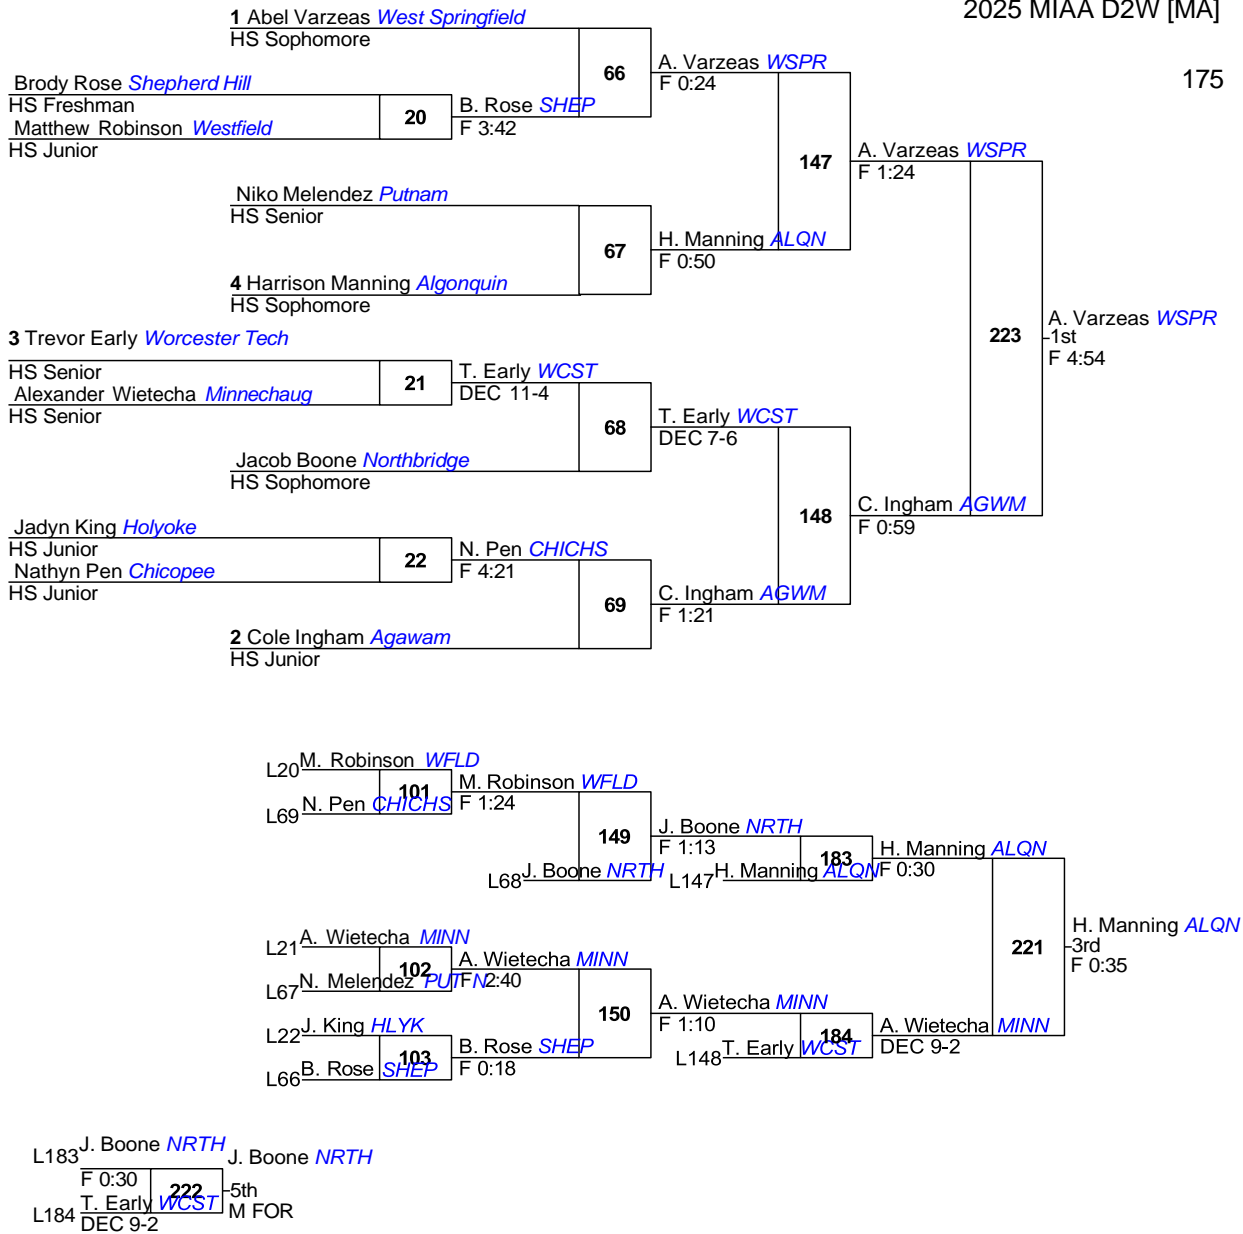 2025 MIAA D2W [MA]
175
1 Abel Varzeas West Springfield
HS Sophomore
66
A. Varzeas WSPR
F 0:24
Brody Rose Shepherd Hill
HS Freshman
20
B. Rose SHEP
F 3:42
Matthew Robinson Westfield
HS Junior
147
A. Varzeas WSPR
F 1:24
Niko Melendez Putnam
HS Senior
67
H. Manning ALQN
F 0:50
4 Harrison Manning Algonquin
HS Sophomore
223
A. Varzeas WSPR
1st
F 4:54
3 Trevor Early Worcester Tech
HS Senior
21
T. Early WCST
DEC 11-4
Alexander Wietecha Minnechaug
HS Senior
68
T. Early WCST
DEC 7-6
Jacob Boone Northbridge
HS Sophomore
148
C. Ingham AGWM
F 0:59
Jadyn King Holyoke
HS Junior
22
N. Pen CHICHS
F 4:21
Nathyn Pen Chicopee
HS Junior
69
C. Ingham AGWM
F 1:21
2 Cole Ingham Agawam
HS Junior
L20 M. Robinson WFLD
101
M. Robinson WFLD
F 1:24
L69 N. Pen CHICHS
149
J. Boone NRTH
F 1:13
L68 J. Boone NRTH
L147 H. Manning ALQN
183
H. Manning ALQN
F 0:30
L21 A. Wietecha MINN
102
A. Wietecha MINN
F 2:40
L67 N. Melendez PUTFN
221
H. Manning ALQN
3rd
F 0:35
150
A. Wietecha MINN
F 1:10
L22 J. King HLYK
103
B. Rose SHEP
F 0:18
L66 B. Rose SHEP
L148 T. Early WCST
184
A. Wietecha MINN
DEC 9-2
L183 J. Boone NRTH
F 0:30
222
J. Boone NRTH
5th
M FOR
L184 T. Early WCST
DEC 9-2